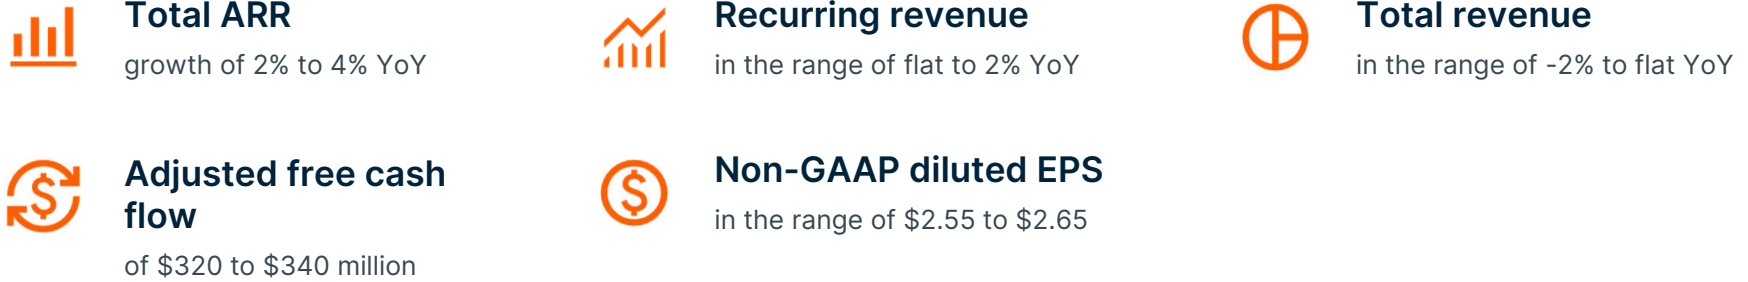 Total ARR
growth of 2% to 4% YoY
Recurring revenue
in the range of flat to 2% YoY
Total revenue
in the range of -2% to flat YoY
Adjusted free cash
flow
of $320 to $340 million
Non-GAAP diluted EPS
in the range of $2.55 to $2.65